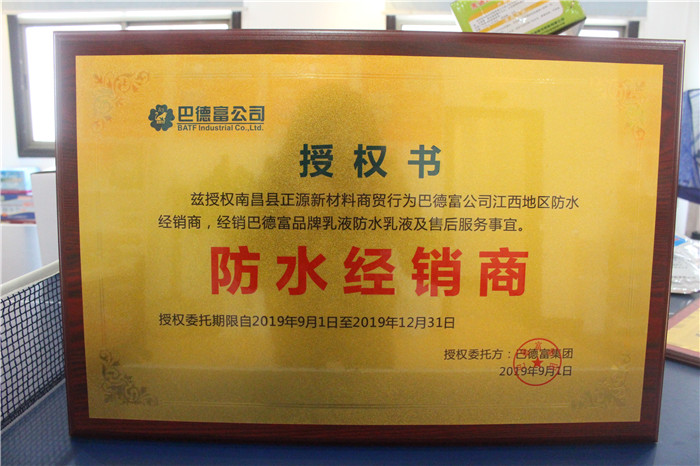 巴德富公司
BATF Industrial Co.,Ltd.
授权书
兹授权南昌县正源新材料商贸行为巴德富公司江西地区防水
经销商，经销巴德富品牌乳液防水乳液及售后服务事宜。
防水经销商
授权委托期限自2019年9月1日至2019年12月31日
授权委托方：巴德富集团
2019年9月1日